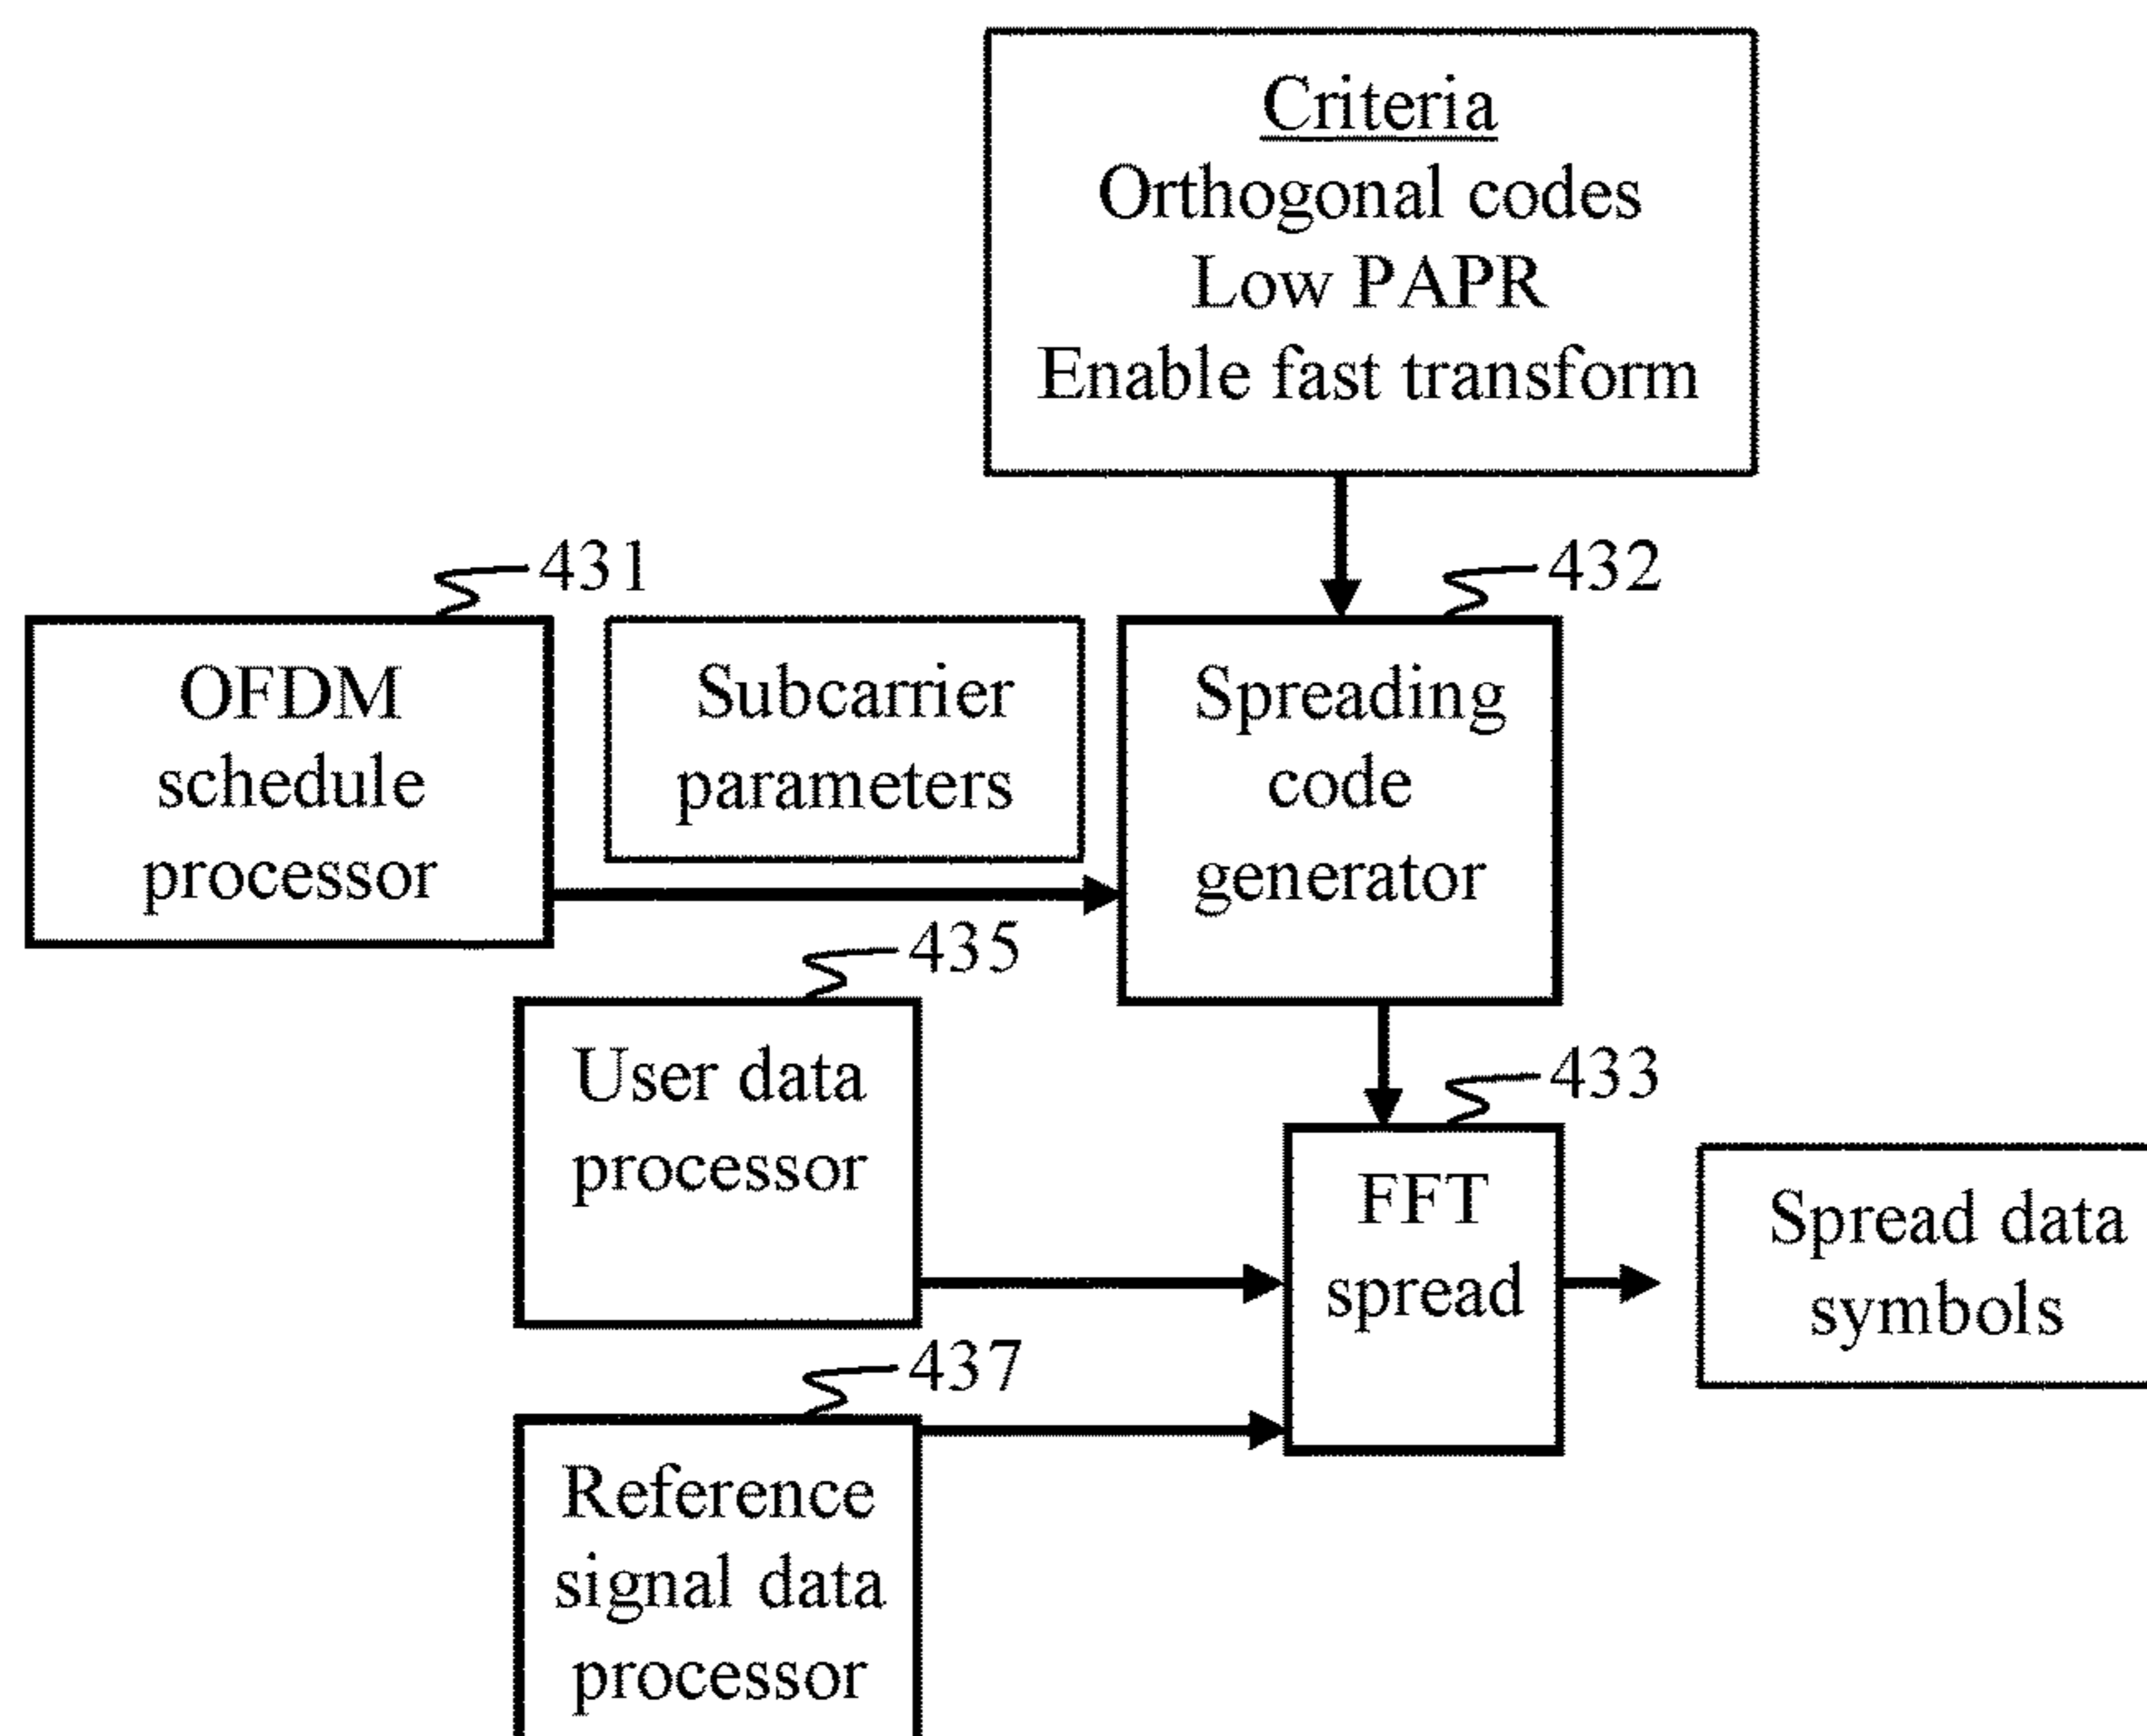 Criteria
Orthogonal codes
Low PAPR
Enable fast transform
431
432
OFDM
schedule
processor
Subcarrier
parameters
Spreading
code
generator
435
User data
processor
433
FFT
spread
Spread data
symbols
437
Reference
signal data
processor